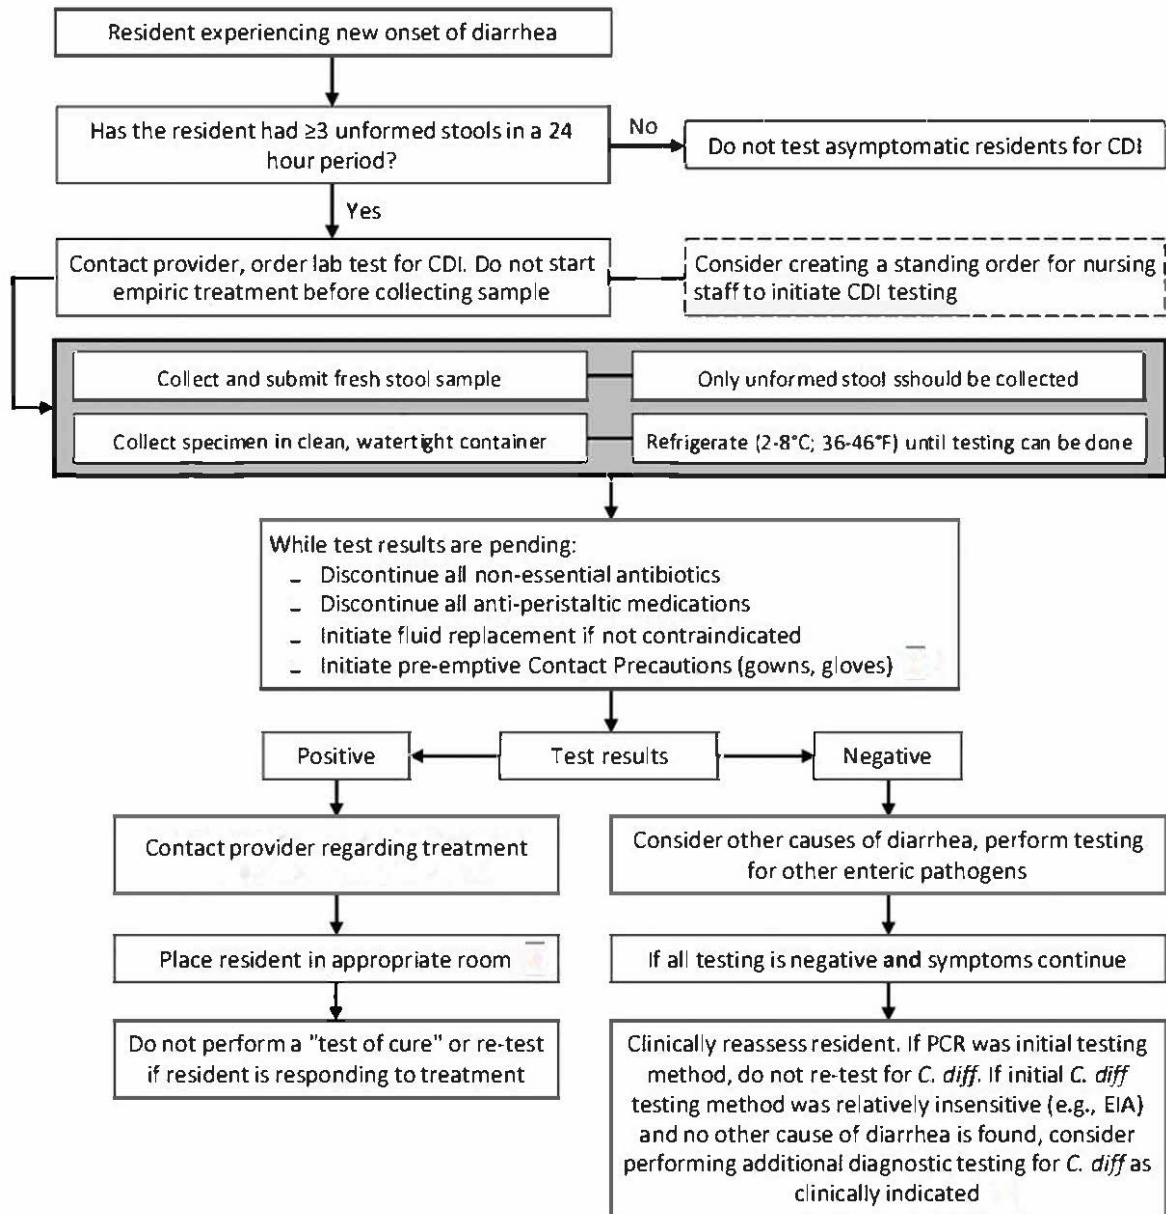 Resident experiencing new onset of diarrhea
Has the resident had ≥3 unformed stools in a 24
hour period?
No
Do not test asymptomatic residents for CDI
Yes
Contact provider, order lab test for CDI. Do not start
empiric treatment before collecting sample
Consider creating a standing order for nursing
staff to initiate CDI testing
Collect and submit fresh stool sample
Only unformed stool sshould be collected
Collect specimen in clean, watertight container
Refrigerate (2-8°C; 36-46°F) until testing can be done
While test results are pending:
– Discontinue all non-essential antibiotics
– Discontinue all anti-peristaltic medications
– Initiate fluid replacement if not contraindicated
– Initiate pre-emptive Contact Precautions (gowns, gloves)
Positive
Test results
Negative
Contact provider regarding treatment
Place resident in appropriate room
Do not perform a "test of cure" or re-test
if resident is responding to treatment
Consider other causes of diarrhea, perform testing
for other enteric pathogens
If all testing is negative and symptoms continue
Clinically reassess resident. If PCR was initial testing
method, do not re-test for C. diff. If initial C. diff
testing method was relatively insensitive (e.g., EIA)
and no other cause of diarrhea is found, consider
performing additional diagnostic testing for C. diff as
clinically indicated